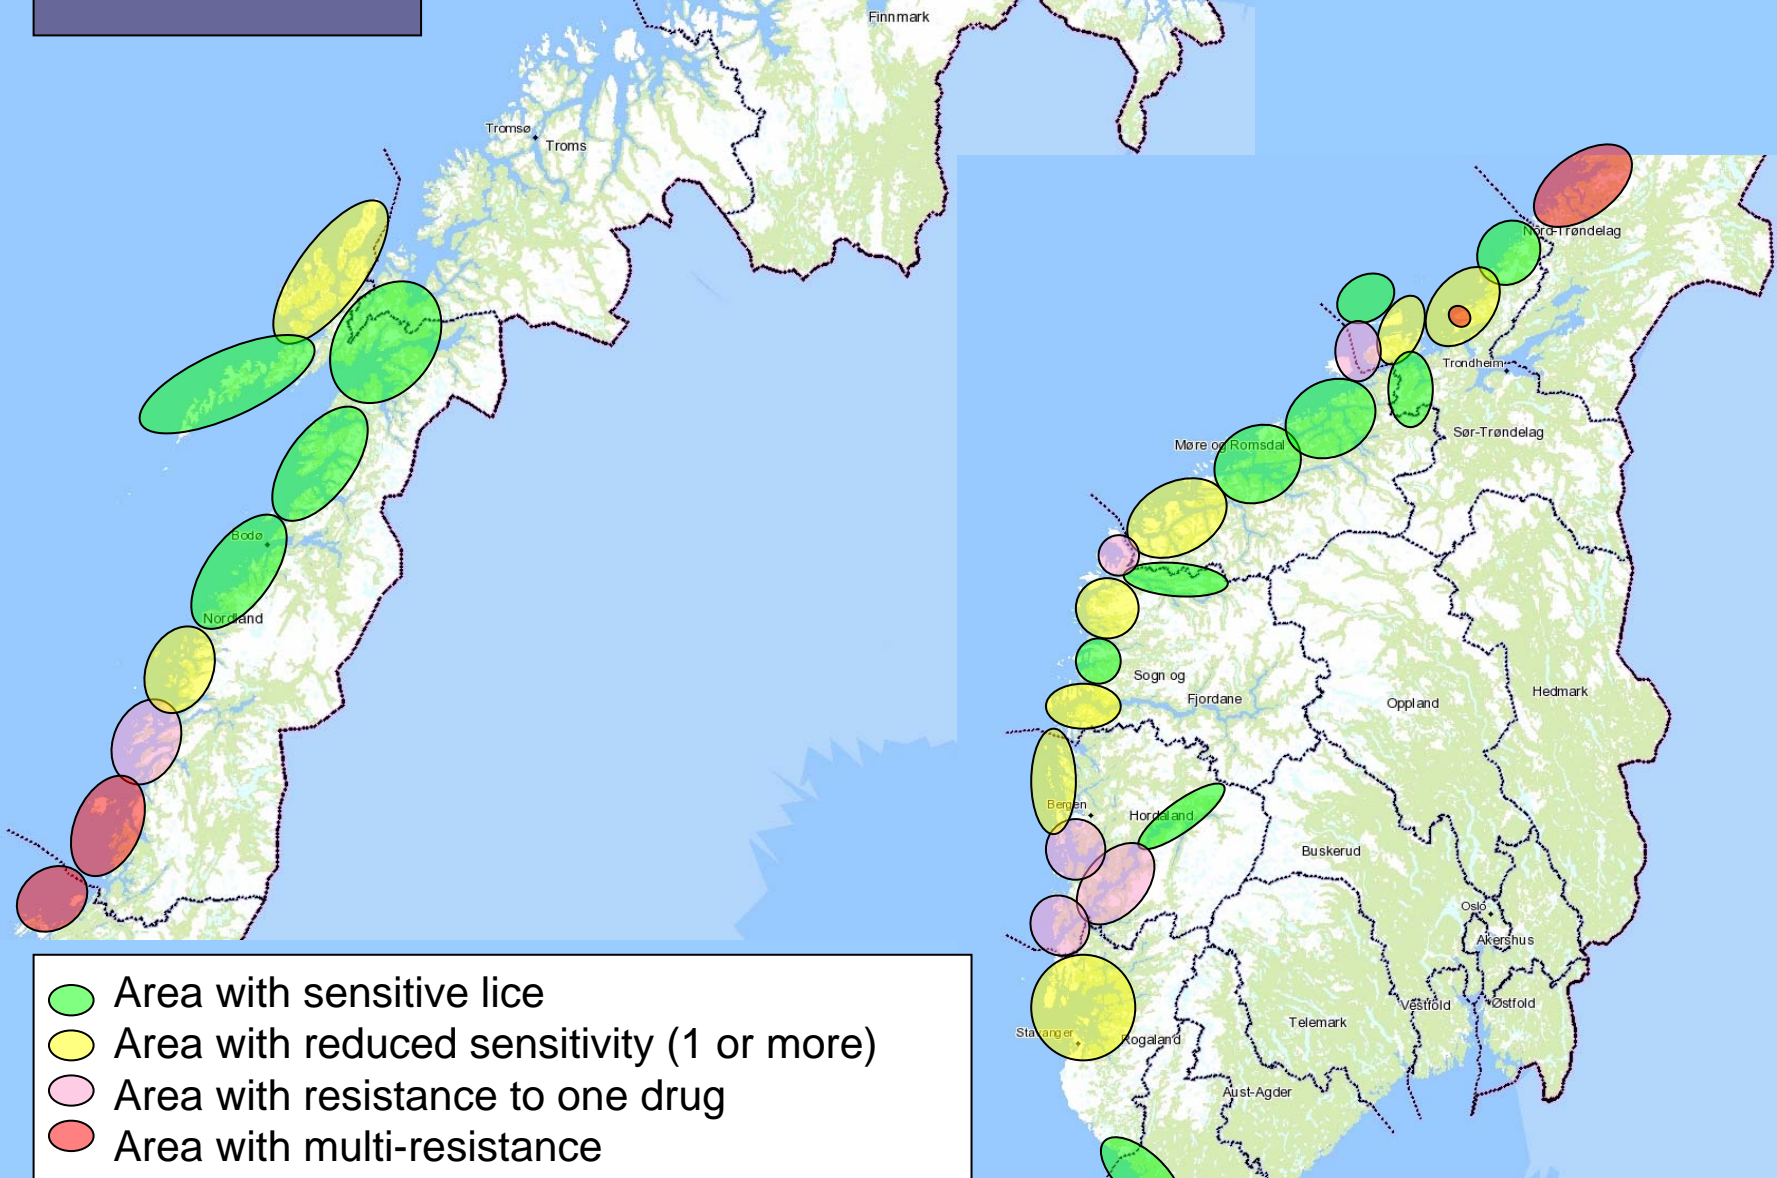 Finnmark
Tromsø
Troms
Bodø
Nordland
Nord-Trøndelag
Trondheim
Sør-Trøndelag
Møre og Romsdal
Sogn og
Fjordane
Oppland
Hedmark
Bergen
Hordaland
Buskerud
Oslo
Akershus
Vestfold
Østfold
Telemark
Stavanger
Rogaland
Aust-Agder
Area with sensitive lice
Area with reduced sensitivity (1 or more)
Area with resistance to one drug
Area with multi-resistance